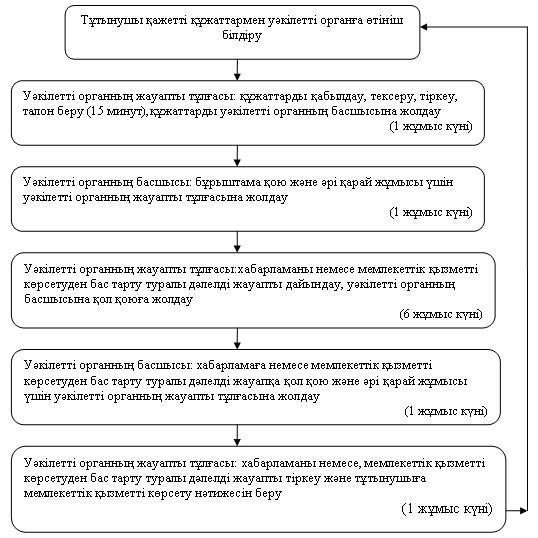 Тұтынушы қажетті құжаттармен уәкілетті органға өтініш
білдіру
Уәкілетті органның жауапты тұлғасы: құжаттарды қабылдау, тексеру, тіркеу,
талон беру (15 минут),құжаттарды уәкілетті органның басшысына жолдау
(1 жұмыс күні)
Уәкілетті органның басшысы: бұрыштама қою және әрі қарай жұмысы үшін
уәкілетті органның жауапты тұлғасына жолдау
(1 жұмыс күні)
Уәкілетті органның жауапты тұлғасы:хабарламаны немесе мемлекеттік қызметті
көрсетуден бас тарту туралы дәлелді жауапты дайындау, уәкілетті органның
басшысына қол қоюға жолдау
(6 жұмыс күні)
Уәкілетті органның басшысы: хабарламаға немесе мемлекеттік қызметті
көрсетуден бас тарту туралы дәлелді жауапқа қол қою және әрі қарай жұмысы
үшін уәкілетті органның жауапты тұлғасына жолдау
(1 жұмыс күні)
Уәкілетті органның жауапты тұлғасы: хабарламаны немесе, мемлекеттік қызметті
көрсетуден бас тарту туралы дәлелді жауапты тіркеу және тұтынушыға
мемлекеттік қызметті көрсету нәтижесін беру
(1 жұмыс күні)